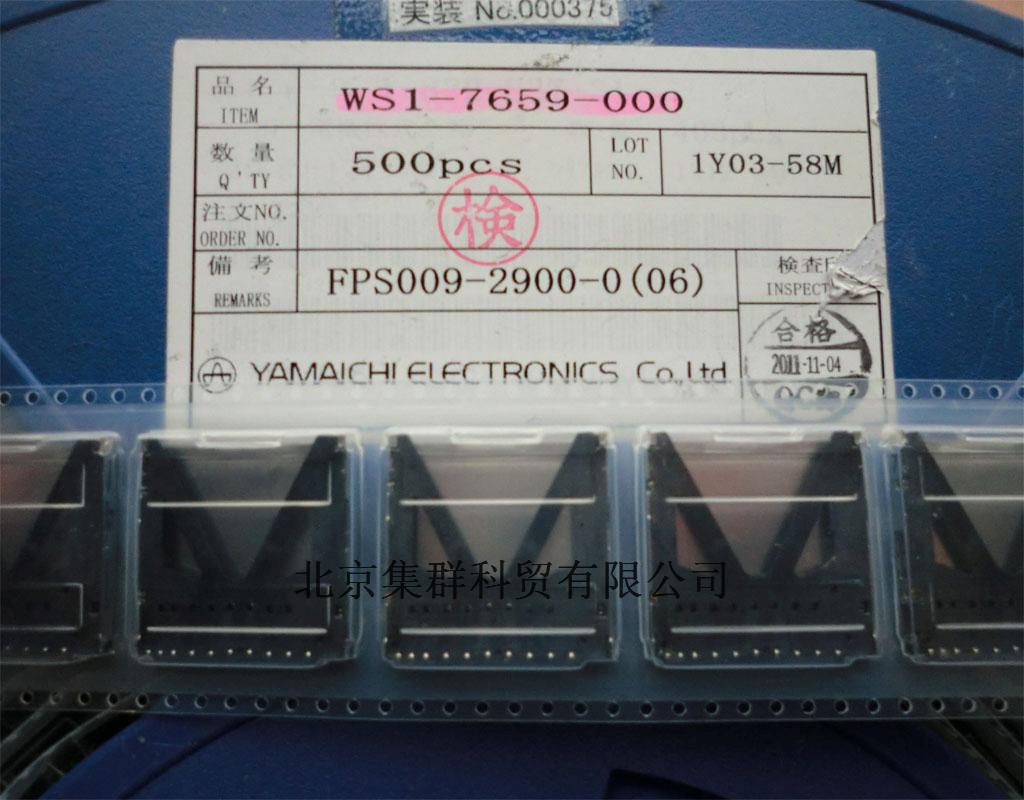 実装 No.000375
品名 WS1-7659-000
ITEM
数量 500pcs LOT NO. 1Y03-58M
Q'TY
検
注文NO.
ORDER NO.
備考 FPS009-2900-0(06)
REMARKS
検査
INSPECT
合格
2011-11-04
YAMAICHI ELECTRONICS Co.,Ltd
北京集群科贸有限公司